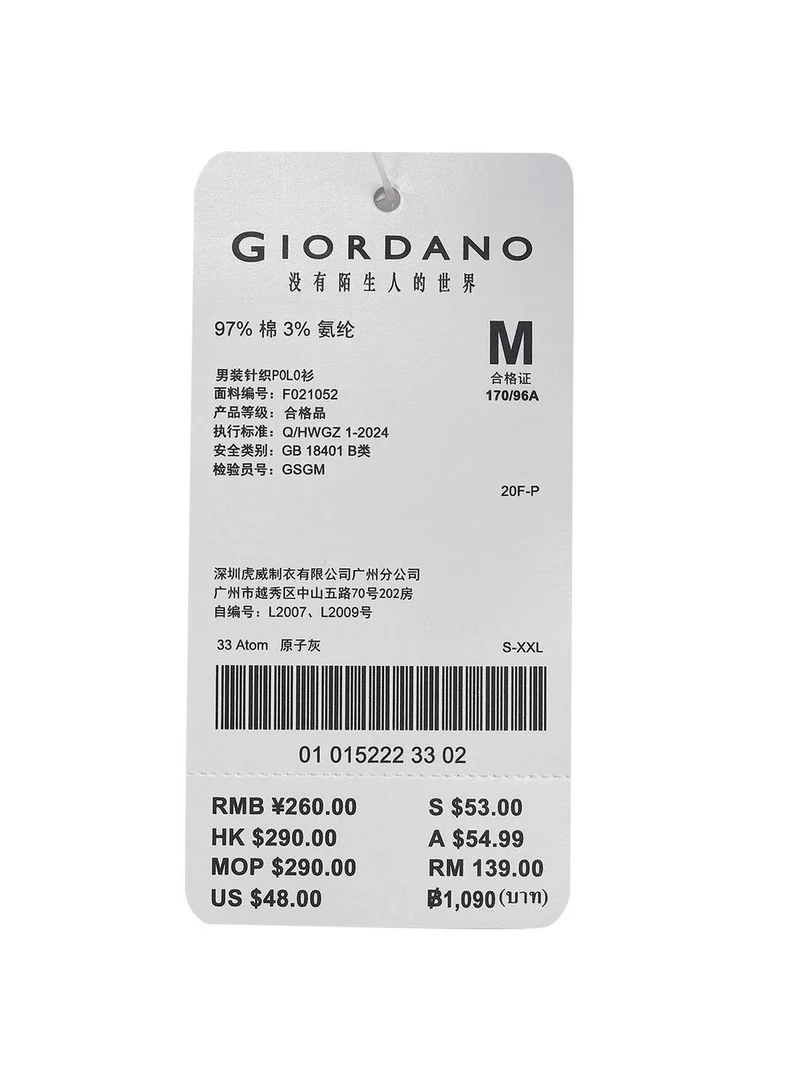 GIORDANO
没有陌生人的世界
97% 棉 3% 氨纶
M
合格证
170/96A
男装针织POLO衫
面料编号：F021052
产品等级：合格品
执行标准：Q/HWGZ 1-2024
安全类别：GB 18401 B类
检验员号：GSGM
20F-P
深圳虎威制衣有限公司广州分公司
广州市越秀区中山五路70号202房
自编号：L2007、L2009号
33 Atom 原子灰 S-XXL
01 015222 33 02
RMB ¥260.00 S $53.00
HK $290.00 A $54.99
MOP $290.00 RM 139.00
US $48.00 ฿1,090 (บาท)